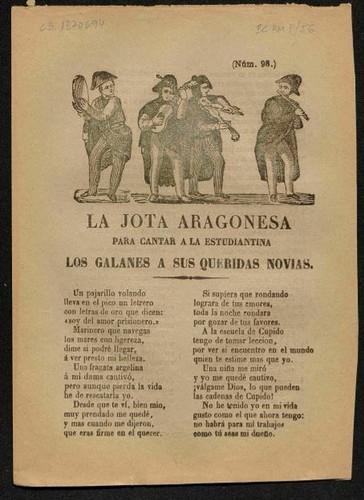 C3. 1320694
BC RM 1/56
(Núm. 98.)
LA JOTA ARAGONESA
PARA CANTAR A LA ESTUDIANTINA
LOS GALANES A SUS QUERIDAS NOVIAS.
Un pajarillo volando
lleva en el pico un letrero
con letras de oro que dicen:
«soy del amor prisionero.»
Marinero que navegas
los mares con ligereza,
dime si podré llegar,
á ver presto mi belleza.
Una fragata argelina
á mi dama cautivó,
pero aunque pierda la vida
he de rescatarla yo.
Desde que te ví, bien mio,
muy prendado me quedé,
y mas cuando me dijeron,
que eras firme en el querer.
Si supiera que rondando
lograra de tus amores,
toda la noche rondara
por gozar de tus favores.
A la escuela de Cupido
tengo de tomar leccion,
por ver si encuentro en el mundo
quien te estime mas que yo.
Una niña me miró
y yo me quedé cautivo,
¡válgame Dios, lo que pueden
las cadenas de Cupido!
No he tenido yo en mi vida
gusto como el que ahora tengo:
no habrá para mi trabajos
como tú seas mi dueño.